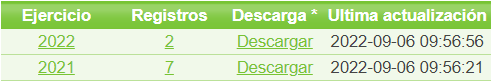 Ejercicio Registros Descarga * Ultima actualización
2022 2 Descargar 2022-09-06 09:56:56
2021 7 Descargar 2022-09-06 09:56:21